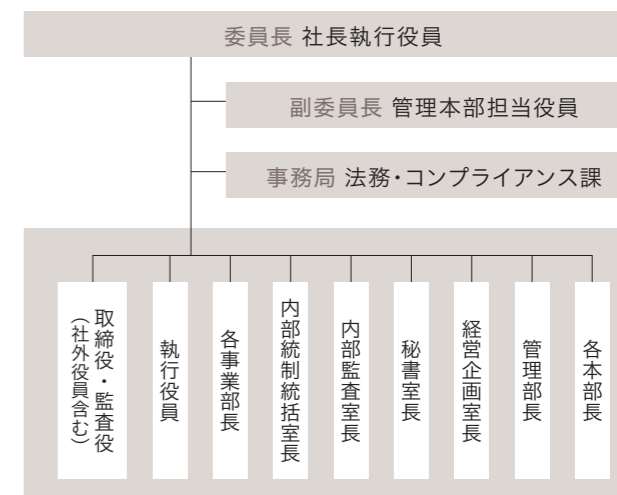 委員長 社長執行役員
副委員長 管理本部担当役員
事務局 法務・コンプライアンス課
取締役・監査役
（社外役員含む）
執行役員
各事業部長
内部統制統括室長
内部監査室長
秘書室長
経営企画室長
管理部長
各本部長